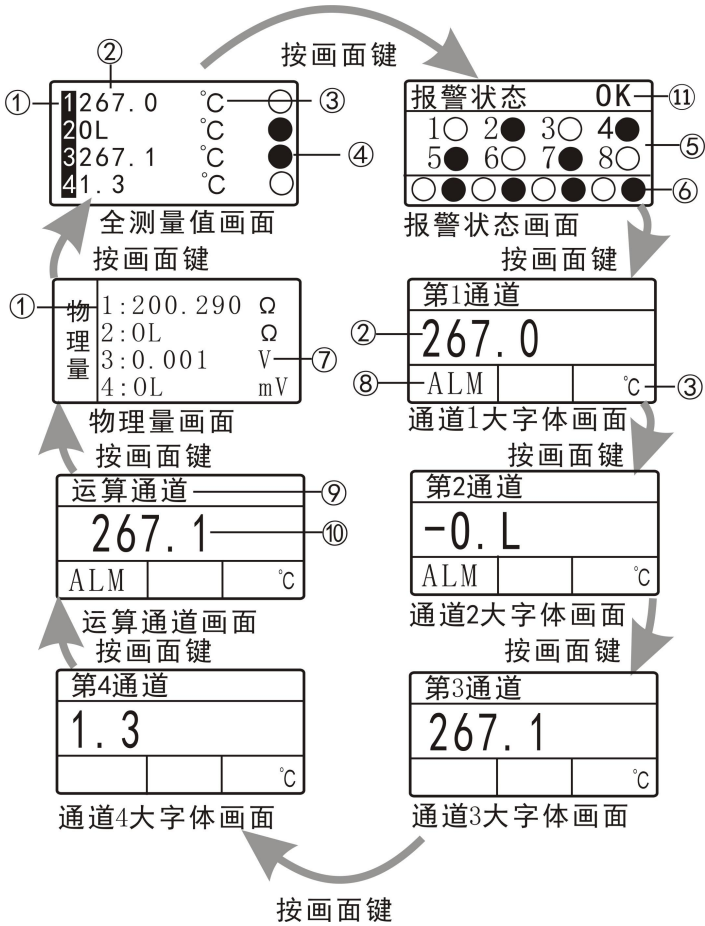 按画面键
②
①
1267.0 ℃
③
2OL ℃
3267.1 ℃
④
41.3 ℃
全测量值画面
报警状态 OK
⑪
1○ 2● 3○ 4●
⑤
5● 6○ 7● 8○
○●○●○●○●
⑥
报警状态画面
按画面键
按画面键
①
物理量
1:200.290 Ω
2:OL Ω
3:0.001 V
⑦
4:OL mV
物理量画面
第1通道
②
267.0
⑧
ALM ℃
③
通道1大字体画面
按画面键
按画面键
运算通道
⑨
267.1
⑩
ALM ℃
运算通道画面
第2通道
-0.L
ALM ℃
通道2大字体画面
按画面键
按画面键
第4通道
1.3
℃
通道4大字体画面
第3通道
267.1
℃
通道3大字体画面
按画面键